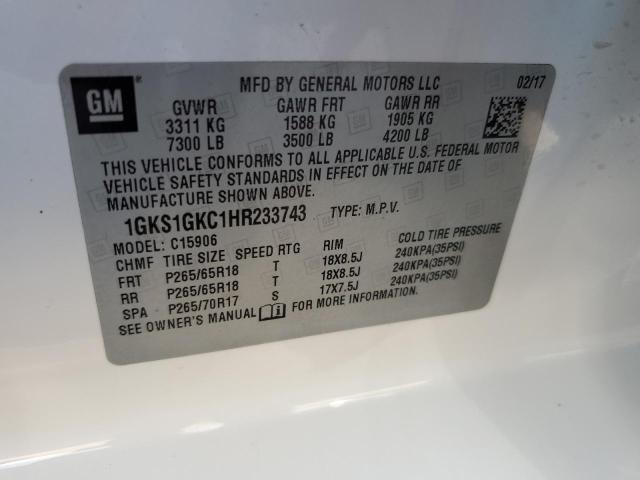 GM
MFD BY GENERAL MOTORS LLC 02/17
GVWR GAWR FRT GAWR RR
3311 KG 1588 KG 1905 KG
7300 LB 3500 LB 4200 LB
THIS VEHICLE CONFORMS TO ALL APPLICABLE U.S. FEDERAL MOTOR
VEHICLE SAFETY STANDARDS IN EFFECT ON THE DATE OF
MANUFACTURE SHOWN ABOVE.
1GKS1GKC1HR233743 TYPE: M.P.V.
MODEL: C15906
CHMF TIRE SIZE SPEED RTG RIM COLD TIRE PRESSURE
FRT P265/65R18 T 18X8.5J 240KPA(35PSI)
RR P265/65R18 T 18X8.5J 240KPA(35PSI)
SPA P265/70R17 S 17X7.5J 240KPA(35PSI)
SEE OWNER'S MANUAL FOR MORE INFORMATION.